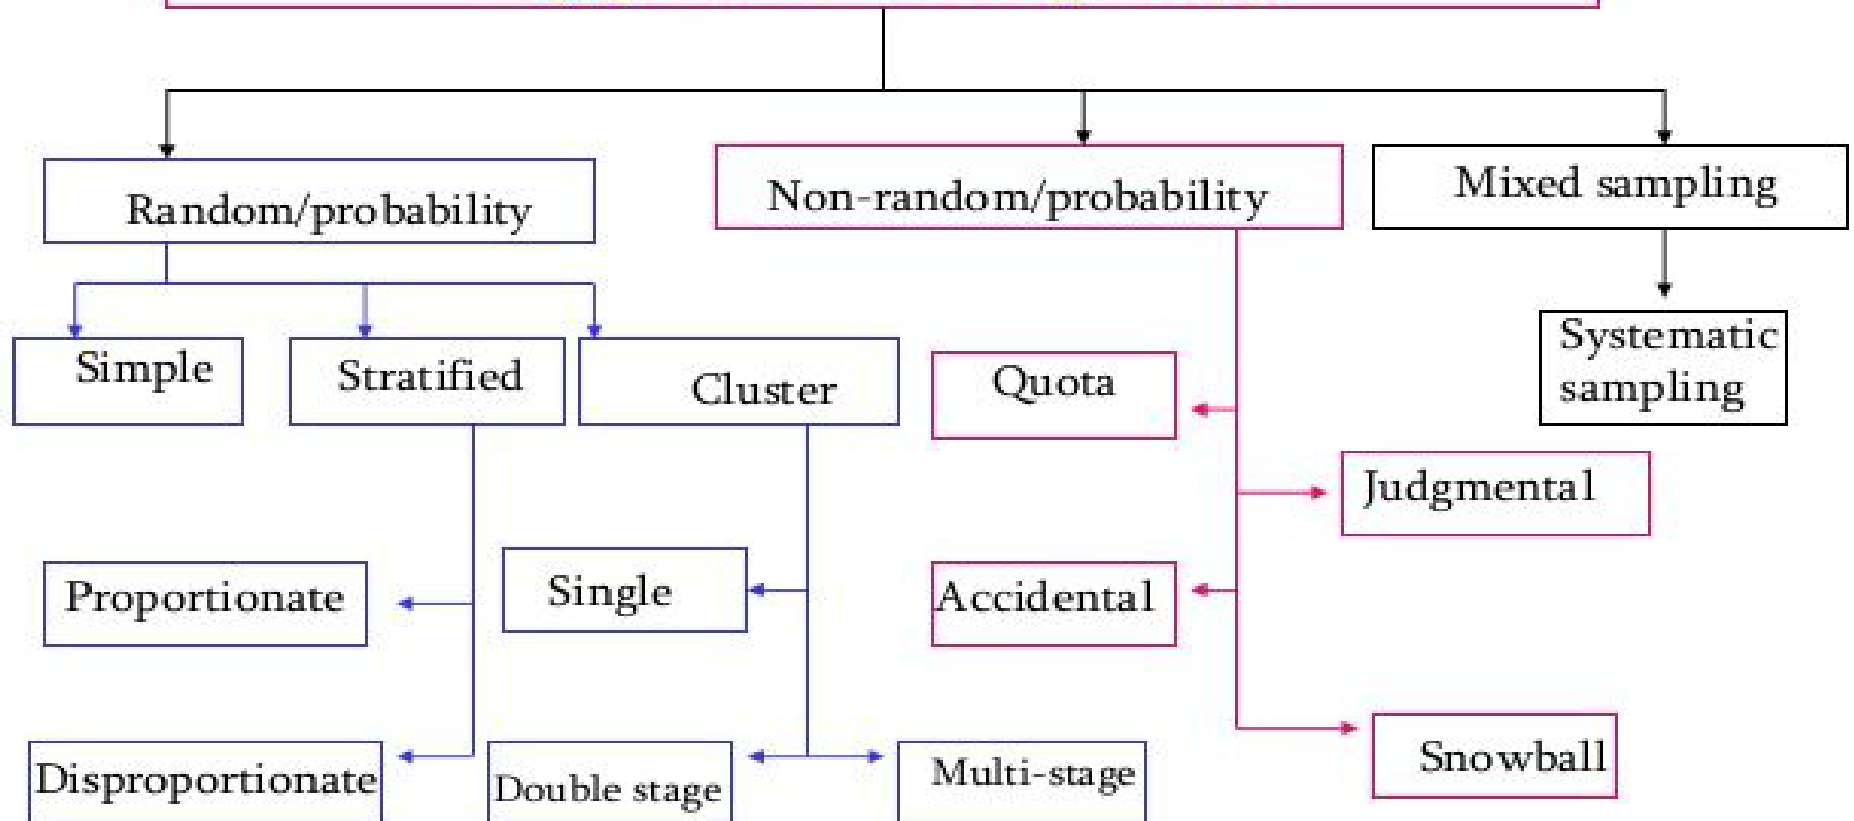 Random/probability
Non-random/probability
Mixed sampling
Simple
Stratified
Cluster
Quota
Systematic
sampling
Judgmental
Proportionate
Single
Accidental
Disproportionate
Double stage
Multi-stage
Snowball